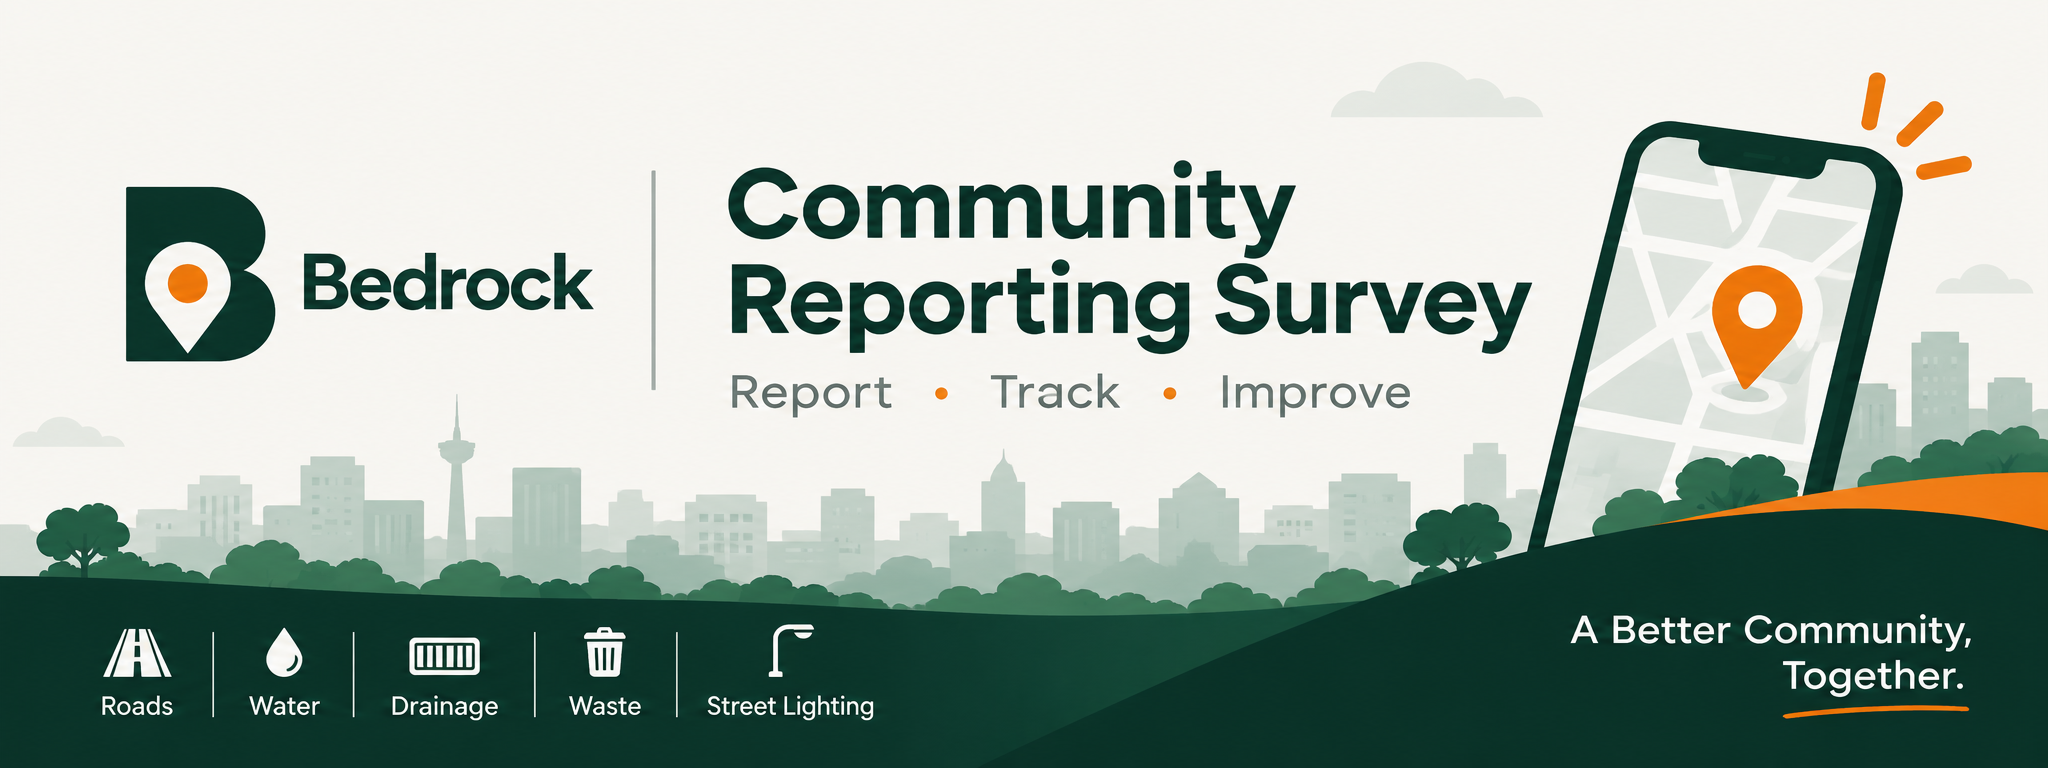 Bedrock
Community
Reporting Survey
Report • Track • Improve
Roads
Water
Drainage
Waste
Street Lighting
A Better Community,
Together.